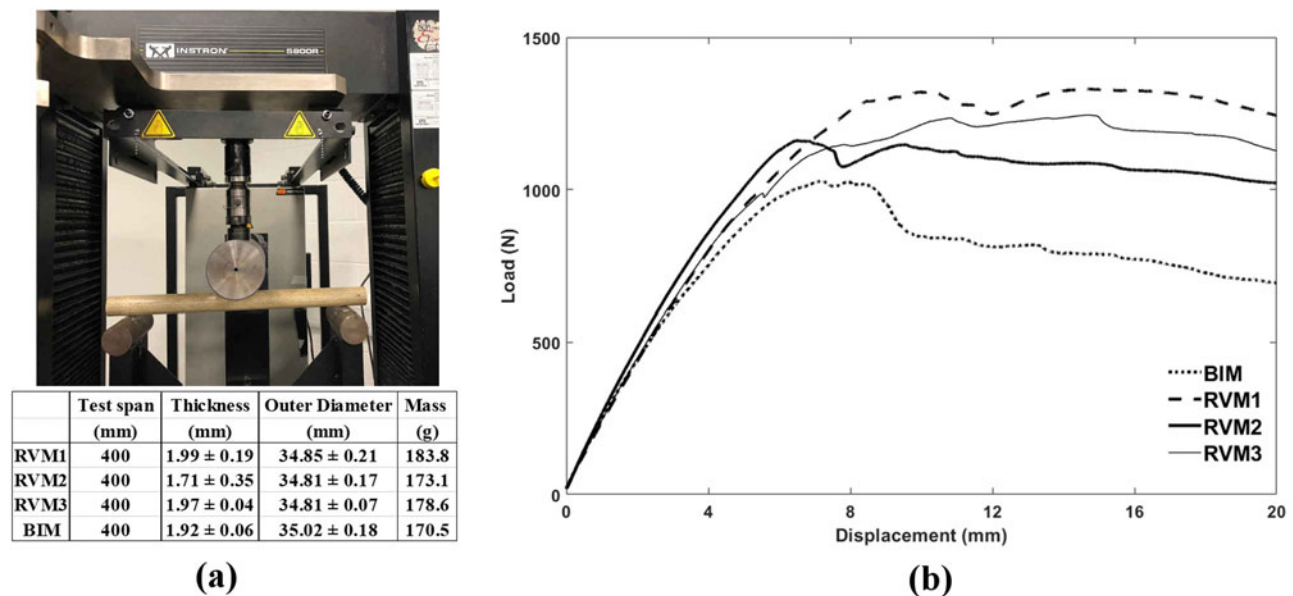 INSTRON 5800R
Test span Thickness Outer Diameter Mass
(mm) (mm) (mm) (g)
RVM1 400 1.99 ± 0.19 34.85 ± 0.21 183.8
RVM2 400 1.71 ± 0.35 34.81 ± 0.17 173.1
RVM3 400 1.97 ± 0.04 34.81 ± 0.07 178.6
BIM 400 1.92 ± 0.06 35.02 ± 0.18 170.5
(a)
1500
1000
500
0
Load (N)
0 4 8 12 16 20
Displacement (mm)
BIM
RVM1
RVM2
RVM3
(b)